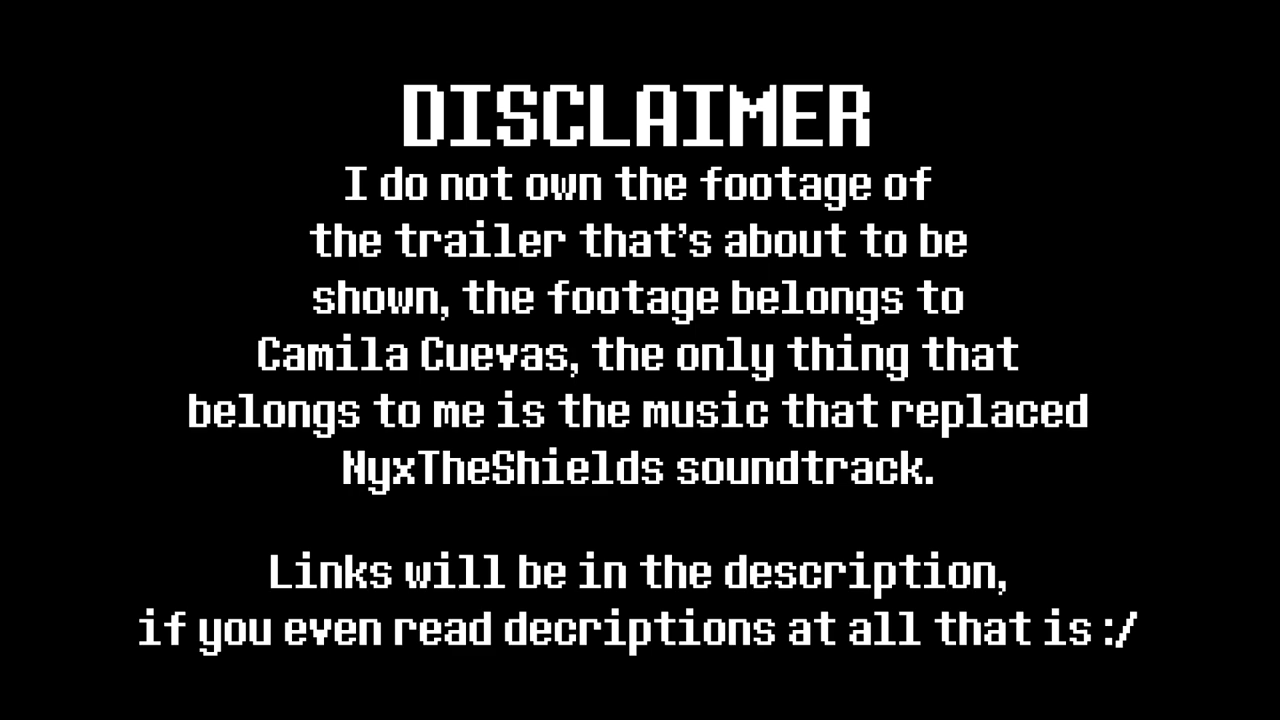 DISCLAIMER
I do not own the footage of
the trailer that's about to be
shown, the footage belongs to
Camila Cuevas, the only thing that
belongs to me is the music that replaced
NyxTheShields soundtrack.
Links will be in the description,
if you even read decriptions at all that is :/